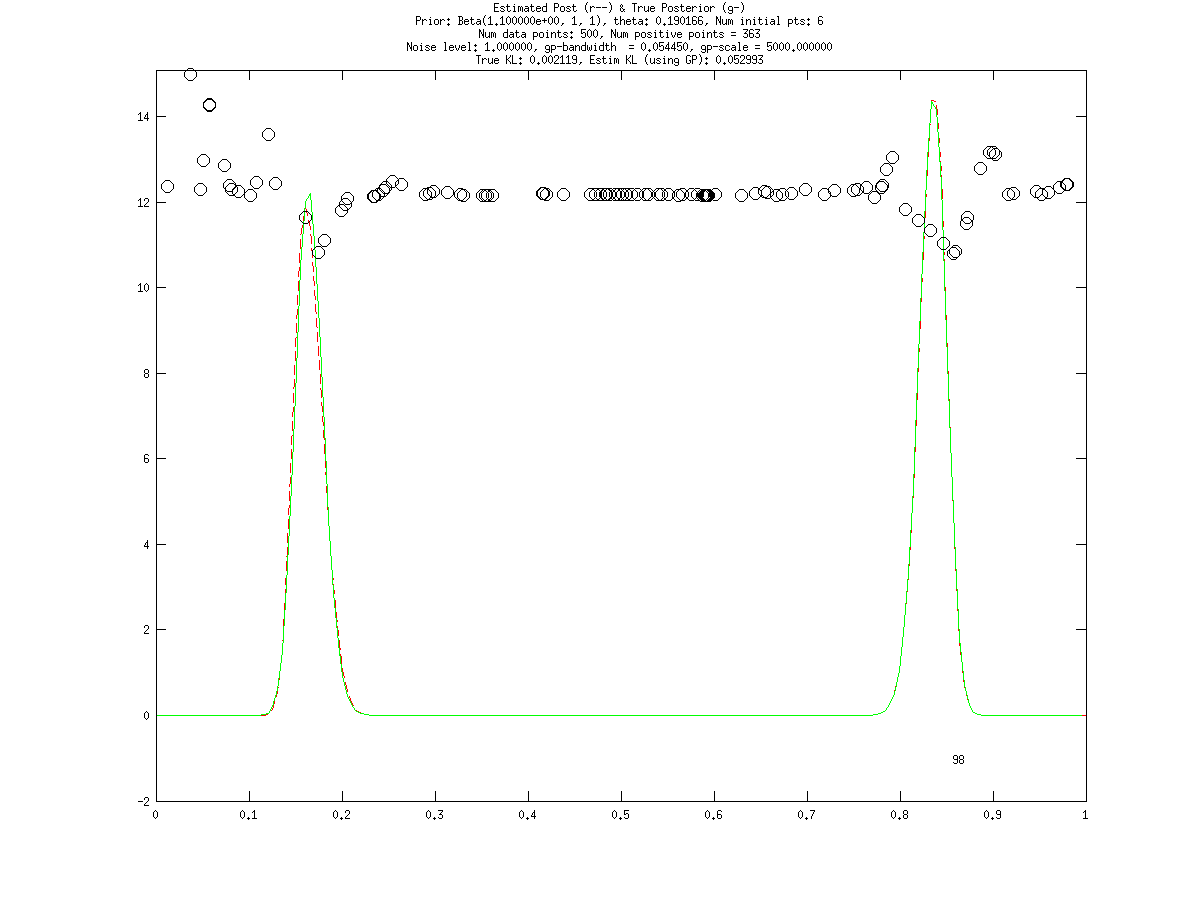 Estimated Post (r--) & True Posterior (g-)
Prior: Beta(1.100000e+00, 1, 1), theta: 0.190166, Num initial pts: 6
Num data points: 500, Num positive points = 363
Noise level: 1.000000, gp-bandwidth  = 0.054450, gp-scale = 5000.000000
True KL: 0.002119, Estim KL (using GP): 0.052993
14
12
10
8
6
4
2
0
98
-2
0 0.1 0.2 0.3 0.4 0.5 0.6 0.7 0.8 0.9 1